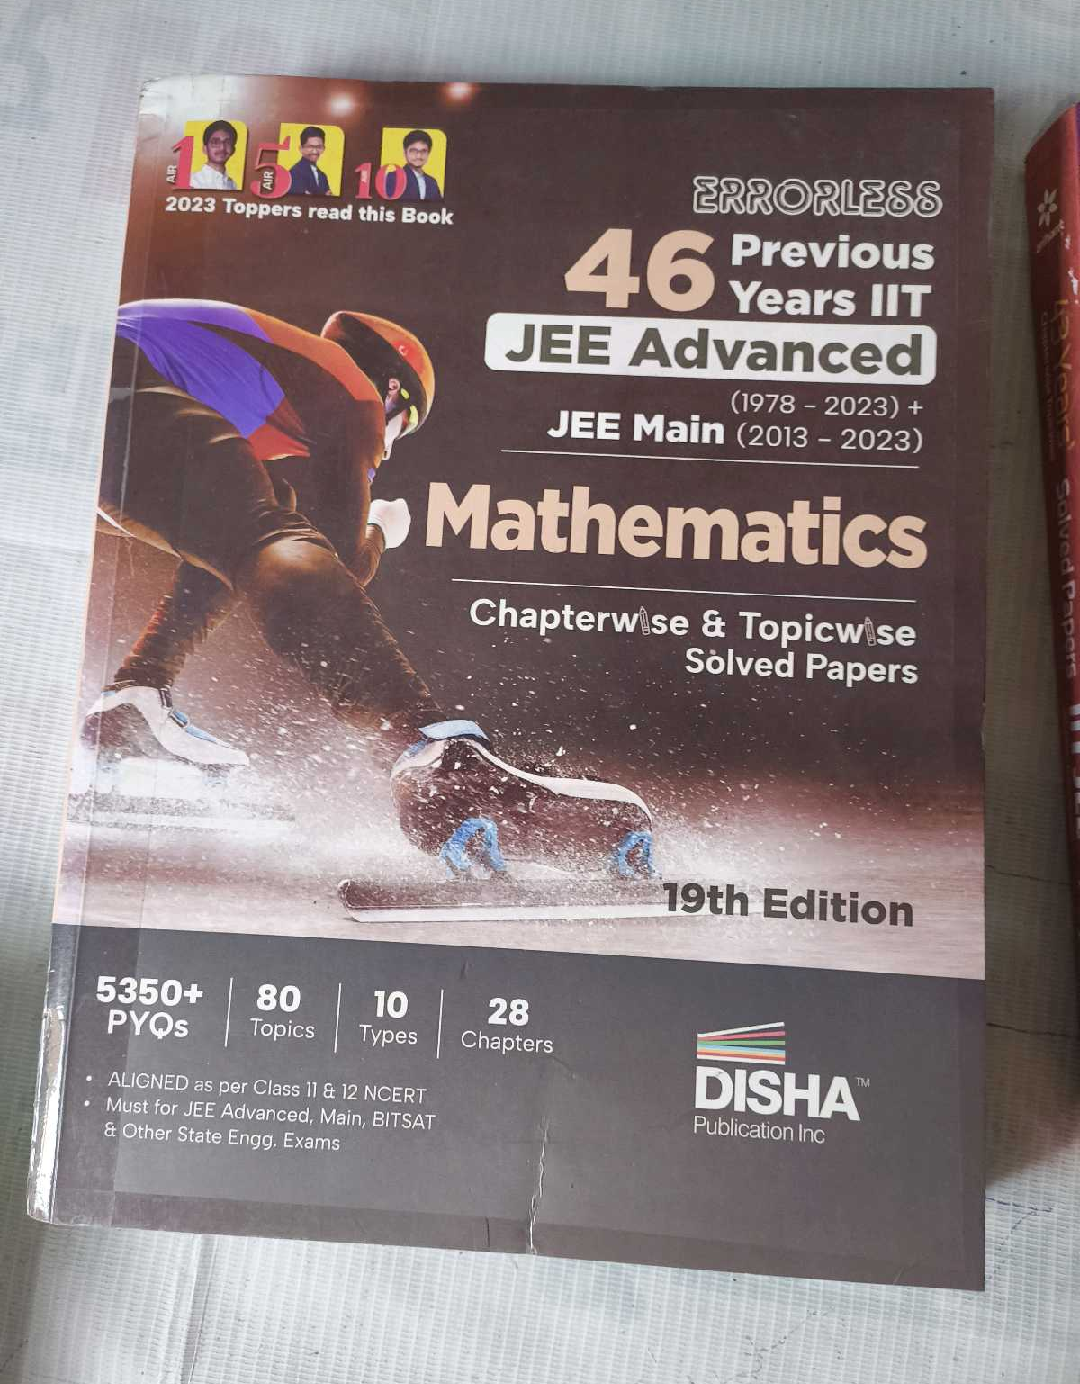 AIR 1 AIR 5 10
2023 Toppers read this Book
ERRORLESS
46 Previous
Years IIT
JEE Advanced
(1978 - 2023) +
JEE Main (2013 - 2023)
Mathematics
Chapterwise & Topicwise
Solved Papers
19th Edition
5350+
PYQs
80
Topics
10
Types
28
Chapters
• ALIGNED as per Class 11 & 12 NCERT
• Must for JEE Advanced, Main, BITSAT
& Other State Engg. Exams
DISHA™
Publication Inc
Solved Papers